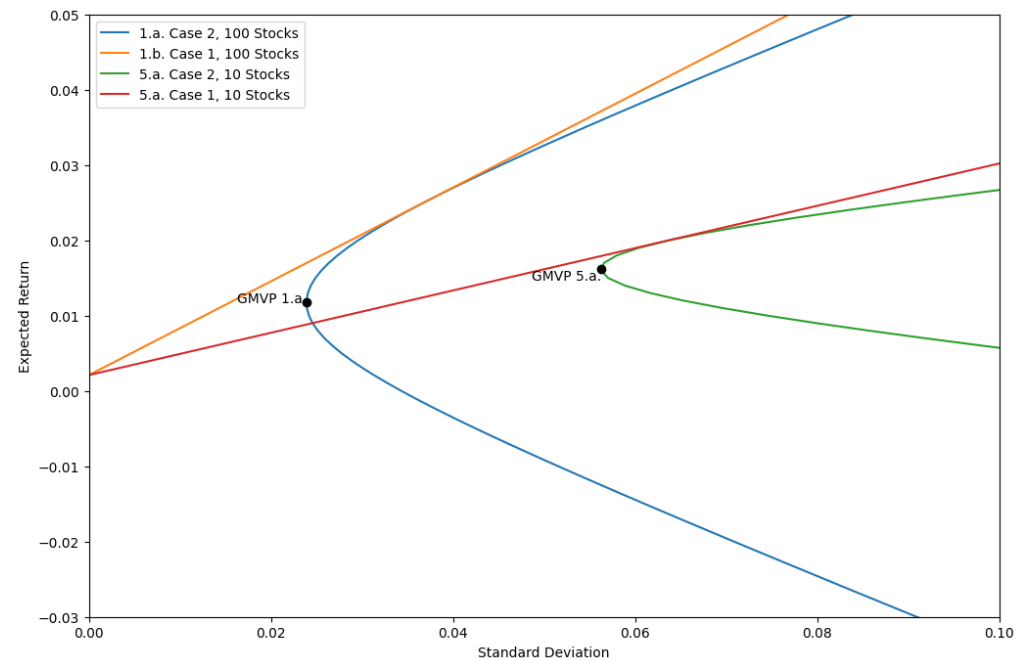 0.05
0.04
0.03
0.02
0.01
0.00
−0.01
−0.02
−0.03
Expected Return
1.a. Case 2, 100 Stocks
1.b. Case 1, 100 Stocks
5.a. Case 2, 10 Stocks
5.a. Case 1, 10 Stocks
GMVP 5.a.
GMVP 1.a.
0.00 0.02 0.04 0.06 0.08 0.10
Standard Deviation